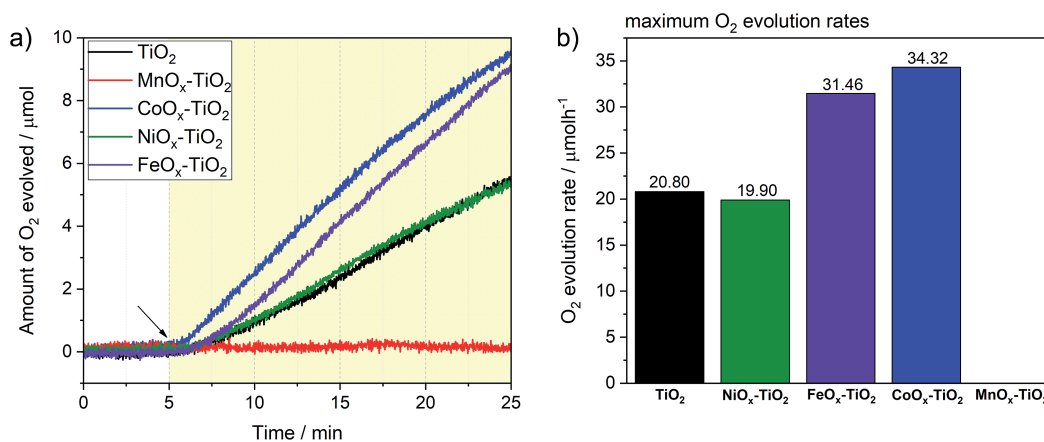 a)
10
8
6
4
2
0
Amount of O₂ evolved / μmol
TiO₂
MnOₓ-TiO₂
CoOₓ-TiO₂
NiOₓ-TiO₂
FeOₓ-TiO₂
0 5 10 15 20 25
Time / min
b)
maximum O₂ evolution rates
35
30
25
20
15
10
5
0
O₂ evolution rate / μmolh⁻¹
20.80
19.90
31.46
34.32
TiO₂ NiOₓ-TiO₂ FeOₓ-TiO₂ CoOₓ-TiO₂ MnOₓ-TiO₂